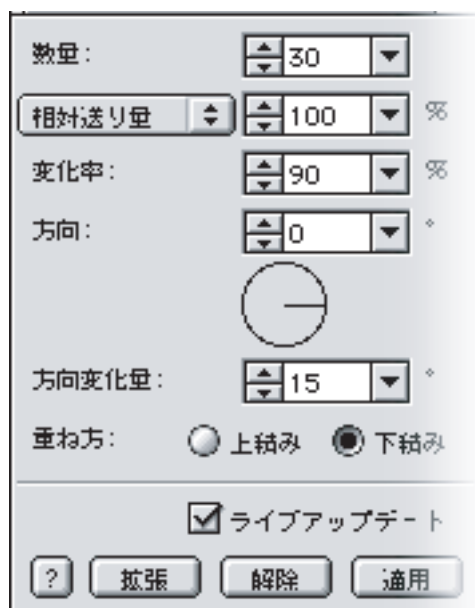 数量： 30
相対送り量 100 %
変化率： 90 %
方向： 0 °
方向変化量： 15 °
重ね方： 上積み 下積み
ライブアップデート
? 拡張 解除 適用